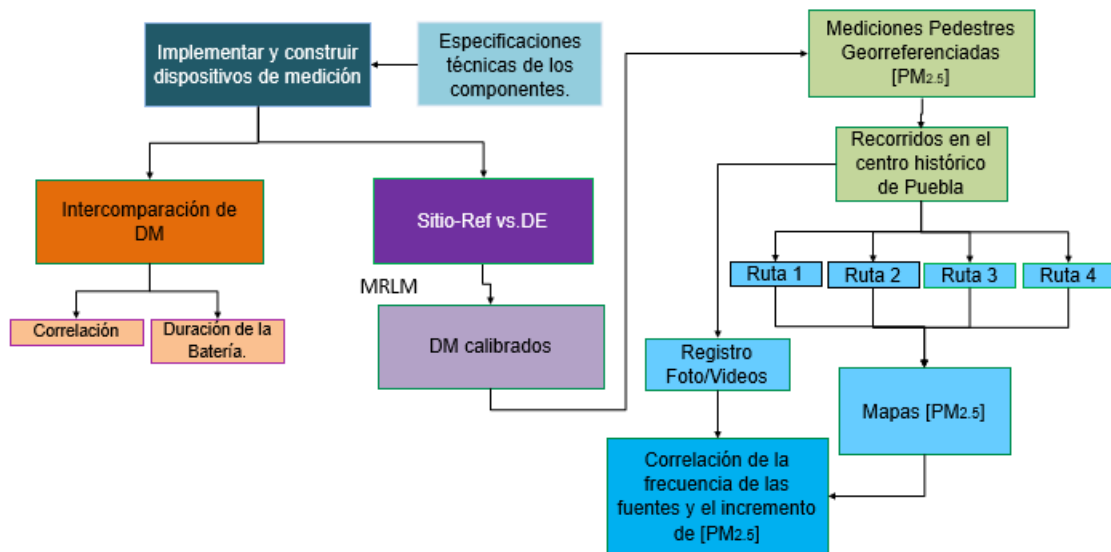 Implementar y construir
dispositivos de medición
Especificaciones
técnicas de los
componentes.
Intercomparación de
DM
Correlación
Duración de la
Batería.
Sitio-Ref vs.DE
MRLM
DM calibrados
Mediciones Pedestres
Georreferenciadas
[PM2.5]
Recorridos en el
centro histórico
de Puebla
Ruta 1
Ruta 2
Ruta 3
Ruta 4
Registro
Foto/Videos
Mapas [PM2.5]
Correlación de la
frecuencia de las
fuentes y el incremento
de [PM2.5]